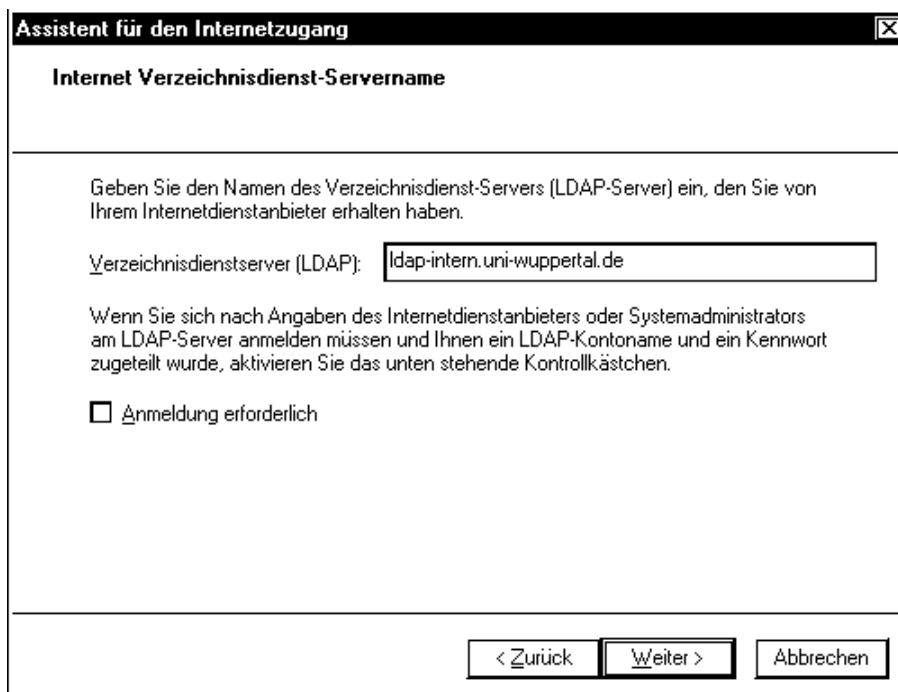 Assistent für den Internetzugang
Internet Verzeichnisdienst-Servername
Geben Sie den Namen des Verzeichnisdienst-Servers (LDAP-Server) ein, den Sie von
Ihrem Internetdienstanbieter erhalten haben.
Verzeichnisdienstserver (LDAP): ldap-intern.uni-wuppertal.de
Wenn Sie sich nach Angaben des Internetdienstanbieters oder Systemadministrators
am LDAP-Server anmelden müssen und Ihnen ein LDAP-Kontoname und ein Kennwort
zugeteilt wurde, aktivieren Sie das unten stehende Kontrollkästchen.
Anmeldung erforderlich
< Zurück Weiter > Abbrechen